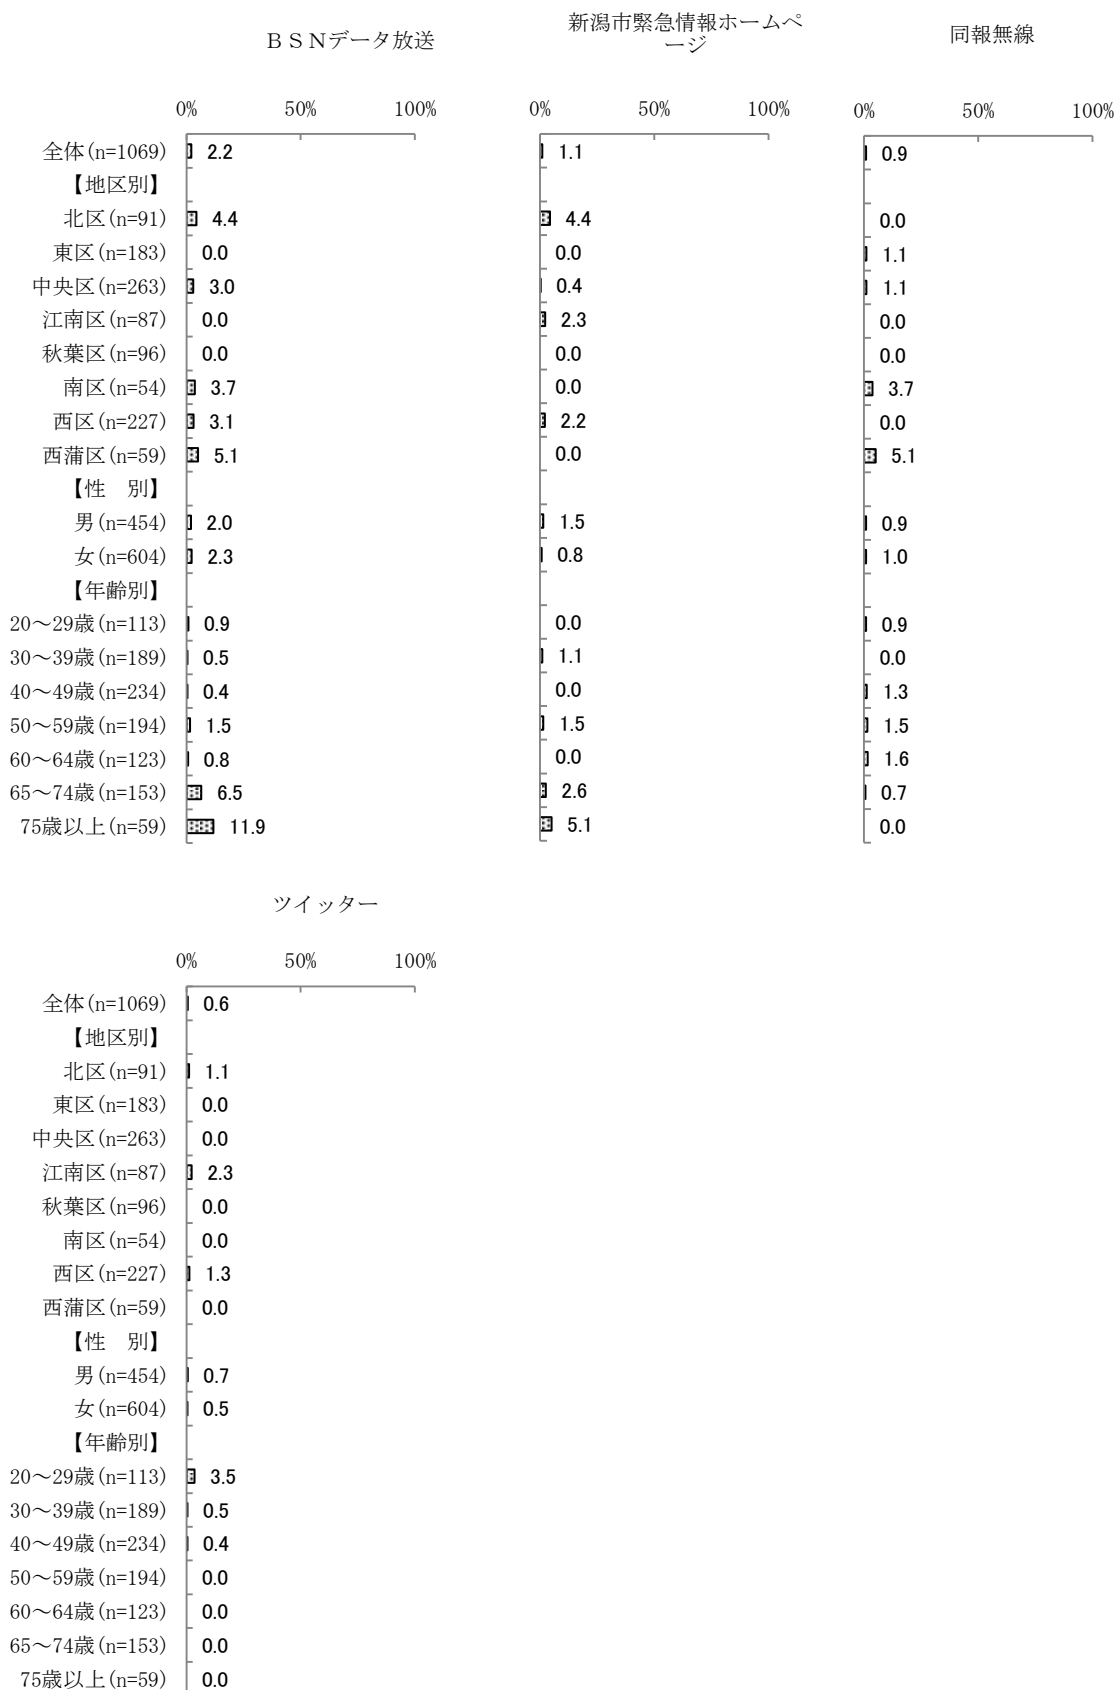 ＢＳＮデータ放送
0% 50% 100%
全体(n=1069) 2.2
【地区別】
北区(n=91) 4.4
東区(n=183) 0.0
中央区(n=263) 3.0
江南区(n=87) 0.0
秋葉区(n=96) 0.0
南区(n=54) 3.7
西区(n=227) 3.1
西蒲区(n=59) 5.1
【性　別】
男(n=454) 2.0
女(n=604) 2.3
【年齢別】
20～29歳(n=113) 0.9
30～39歳(n=189) 0.5
40～49歳(n=234) 0.4
50～59歳(n=194) 1.5
60～64歳(n=123) 0.8
65～74歳(n=153) 6.5
75歳以上(n=59) 11.9
新潟市緊急情報ホームペ
ージ
0% 50% 100%
1.1
4.4
0.0
0.4
2.3
0.0
0.0
2.2
0.0
1.5
0.8
0.0
1.1
0.0
1.5
0.0
2.6
5.1
同報無線
0% 50% 100%
0.9
0.0
1.1
1.1
0.0
0.0
3.7
0.0
5.1
0.9
1.0
0.9
0.0
1.3
1.5
1.6
0.7
0.0
ツイッター
0% 50% 100%
全体(n=1069) 0.6
【地区別】
北区(n=91) 1.1
東区(n=183) 0.0
中央区(n=263) 0.0
江南区(n=87) 2.3
秋葉区(n=96) 0.0
南区(n=54) 0.0
西区(n=227) 1.3
西蒲区(n=59) 0.0
【性　別】
男(n=454) 0.7
女(n=604) 0.5
【年齢別】
20～29歳(n=113) 3.5
30～39歳(n=189) 0.5
40～49歳(n=234) 0.4
50～59歳(n=194) 0.0
60～64歳(n=123) 0.0
65～74歳(n=153) 0.0
75歳以上(n=59) 0.0